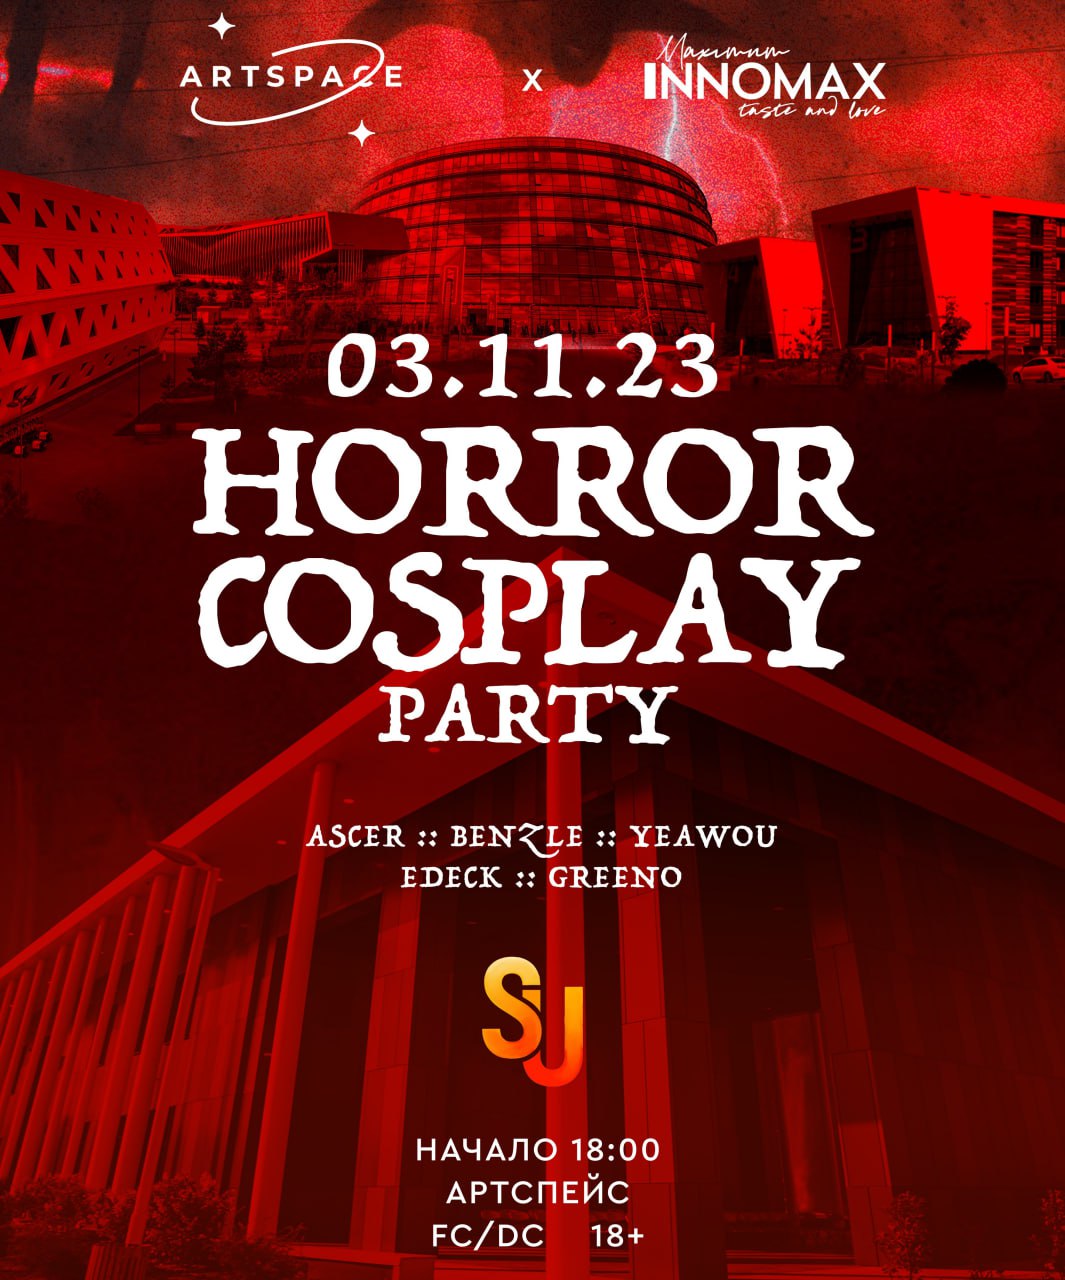 ARTSPACE
X
Maximum
INNOMAX
taste and love
03.11.23
HORROR
COSPLAY
PARTY
ASCER :: BENZLE :: YEAWOU
EDECK :: GREENO
SU
НАЧАЛО 18:00
АРТСПЕЙС
FC/DC 18+